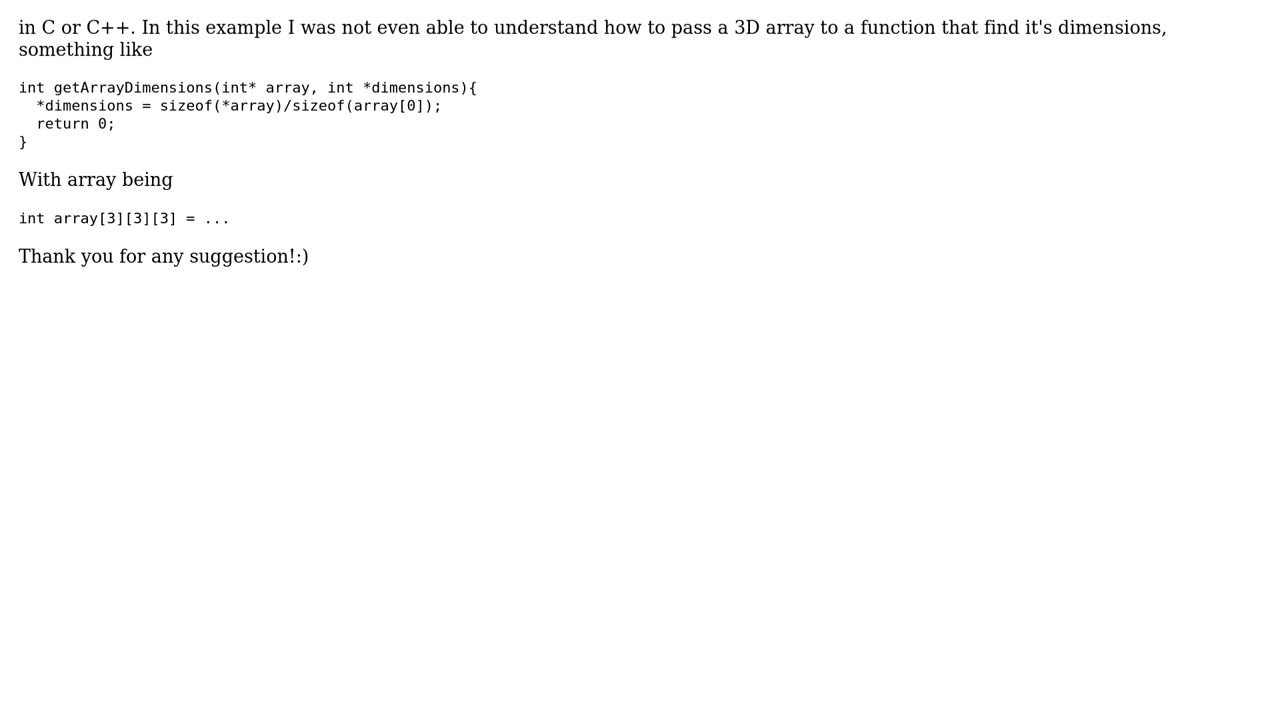 in C or C++. In this example I was not even able to understand how to pass a 3D array to a function that find it's dimensions,
something like
int getArrayDimensions(int* array, int *dimensions){
  *dimensions = sizeof(*array)/sizeof(array[0]);
  return 0;
}
With array being
int array[3][3][3] = ...
Thank you for any suggestion!:)